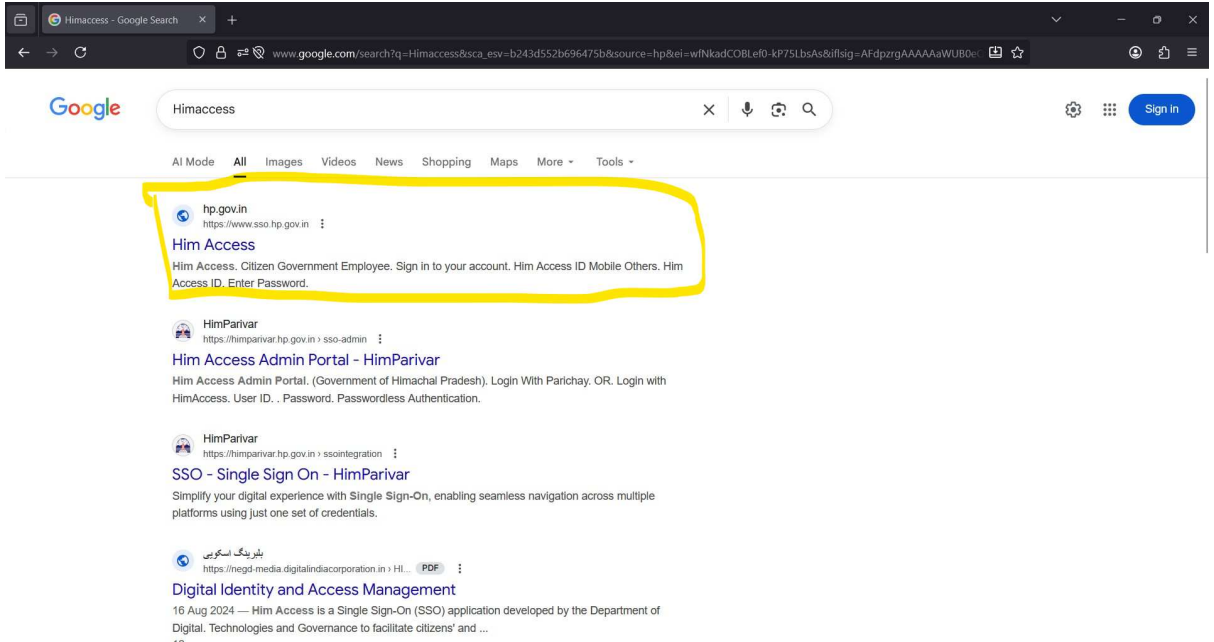 Himaccess - Google Search
www.google.com/search?q=Himaccess&sca_esv=b243d552b696475b&source=hp&ei=wfNkadCOBLef0-kP75LbsAs&iflsig=AFdpzrgAAAAAaWUB0e
Google
Himaccess
Sign in
AI Mode All Images Videos News Shopping Maps More Tools
hp.gov.in
https://www.sso.hp.gov.in
Him Access
Him Access. Citizen Government Employee. Sign in to your account. Him Access ID Mobile Others. Him
Access ID. Enter Password.
HimParivar
https://himparivar.hp.gov.in › sso-admin
Him Access Admin Portal - HimParivar
Him Access Admin Portal. (Government of Himachal Pradesh). Login With Parichay. OR. Login with
HimAccess. User ID. . Password. Passwordless Authentication.
HimParivar
https://himparivar.hp.gov.in › ssointegration
SSO - Single Sign On - HimParivar
Simplify your digital experience with Single Sign-On, enabling seamless navigation across multiple
platforms using just one set of credentials.
بلبرینگ اسکویی
https://negd-media.digitalindiacorporation.in › HI... PDF
Digital Identity and Access Management
16 Aug 2024 — Him Access is a Single Sign-On (SSO) application developed by the Department of
Digital. Technologies and Governance to facilitate citizens' and ...